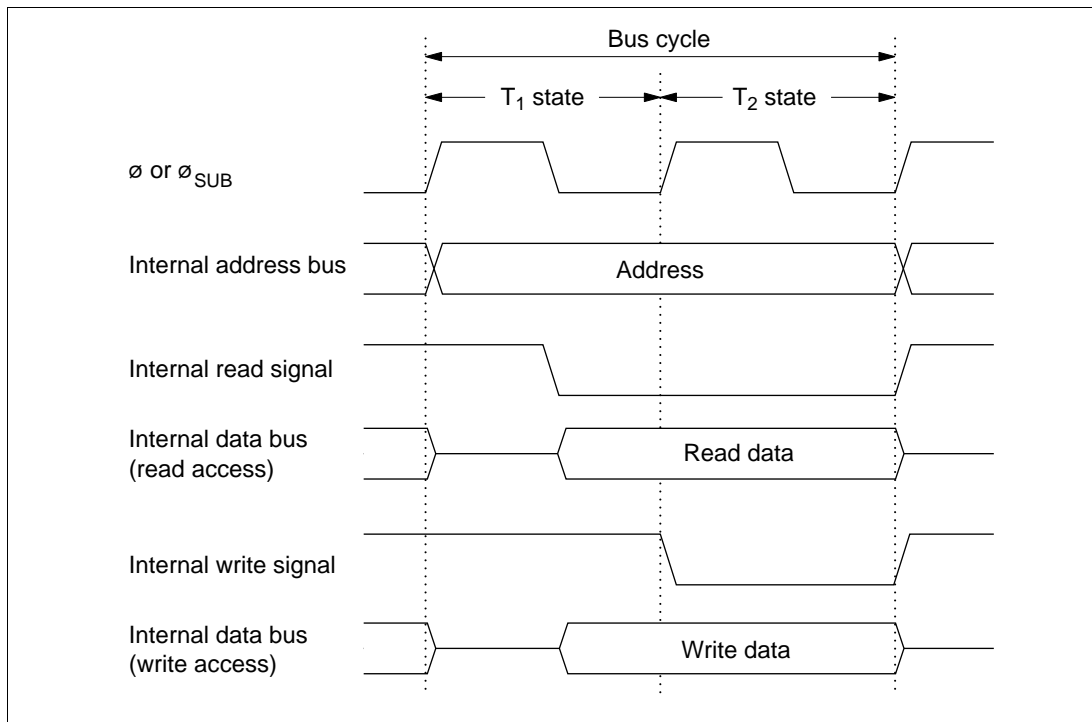 Bus cycle
T₁ state
T₂ state
ø or ø_SUB
Internal address bus
Address
Internal read signal
Internal data bus
(read access)
Read data
Internal write signal
Internal data bus
(write access)
Write data